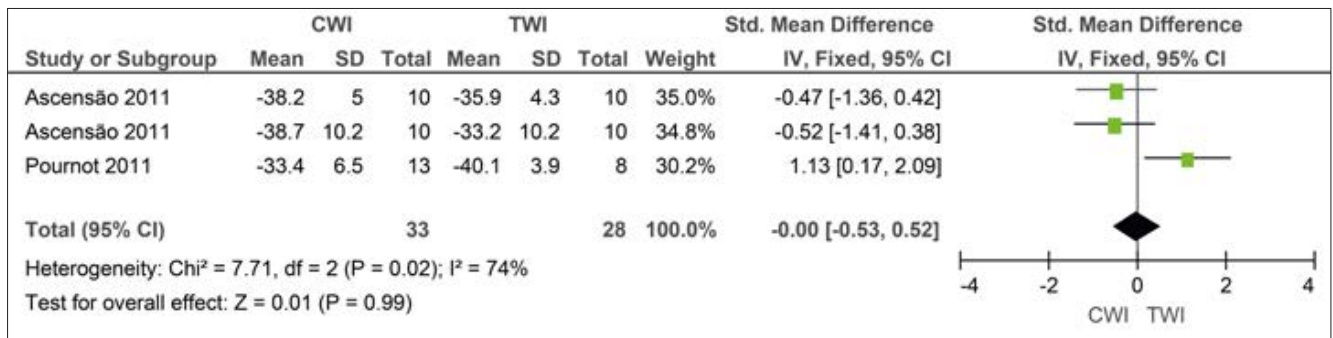 CWI TWI Std. Mean Difference Std. Mean Difference
Study or Subgroup Mean SD Total Mean SD Total Weight IV, Fixed, 95% CI IV, Fixed, 95% CI
Ascensão 2011 -38.2 5 10 -35.9 4.3 10 35.0% -0.47 [-1.36, 0.42]
Ascensão 2011 -38.7 10.2 10 -33.2 10.2 10 34.8% -0.52 [-1.41, 0.38]
Pournot 2011 -33.4 6.5 13 -40.1 3.9 8 30.2% 1.13 [0.17, 2.09]
Total (95% CI) 33 28 100.0% -0.00 [-0.53, 0.52]
Heterogeneity: Chi² = 7.71, df = 2 (P = 0.02); I² = 74%
Test for overall effect: Z = 0.01 (P = 0.99)
-4 -2 0 2 4
CWI TWI